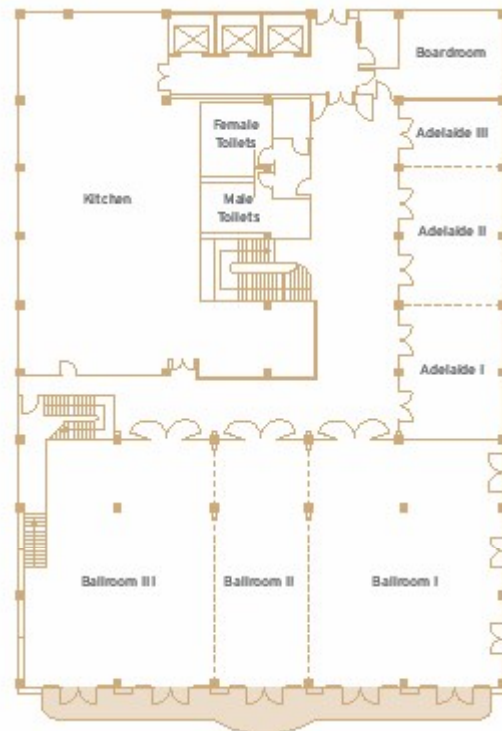 Boardroom
Female
Toilets
Adelaide III
Kitchen
Male
Toilets
Adelaide II
Adelaide I
Ballroom III
Ballroom II
Ballroom I